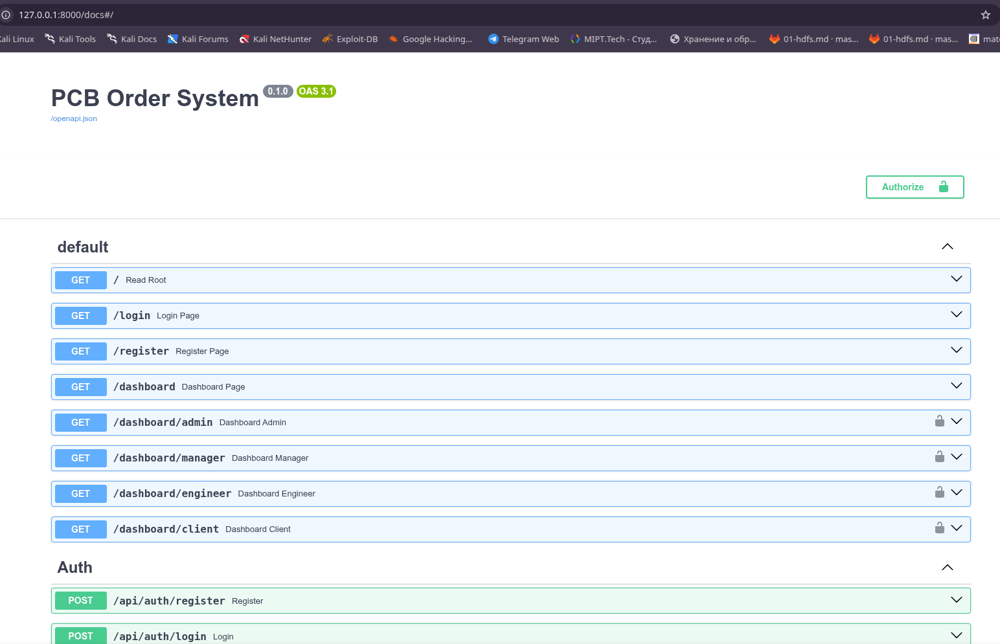 127.0.0.1:8000/docs#/
Kali Linux Kali Tools Kali Docs Kali Forums Kali NetHunter Exploit-DB Google Hacking... Telegram Web MIPT.Tech - Студ... Хранение и обр... 01-hdfs.md · mas... 01-hdfs.md · mas...
PCB Order System 0.1.0 OAS 3.1
/openapi.json
Authorize
default
GET / Read Root
GET /login Login Page
GET /register Register Page
GET /dashboard Dashboard Page
GET /dashboard/admin Dashboard Admin
GET /dashboard/manager Dashboard Manager
GET /dashboard/engineer Dashboard Engineer
GET /dashboard/client Dashboard Client
Auth
POST /api/auth/register Register
POST /api/auth/login Login